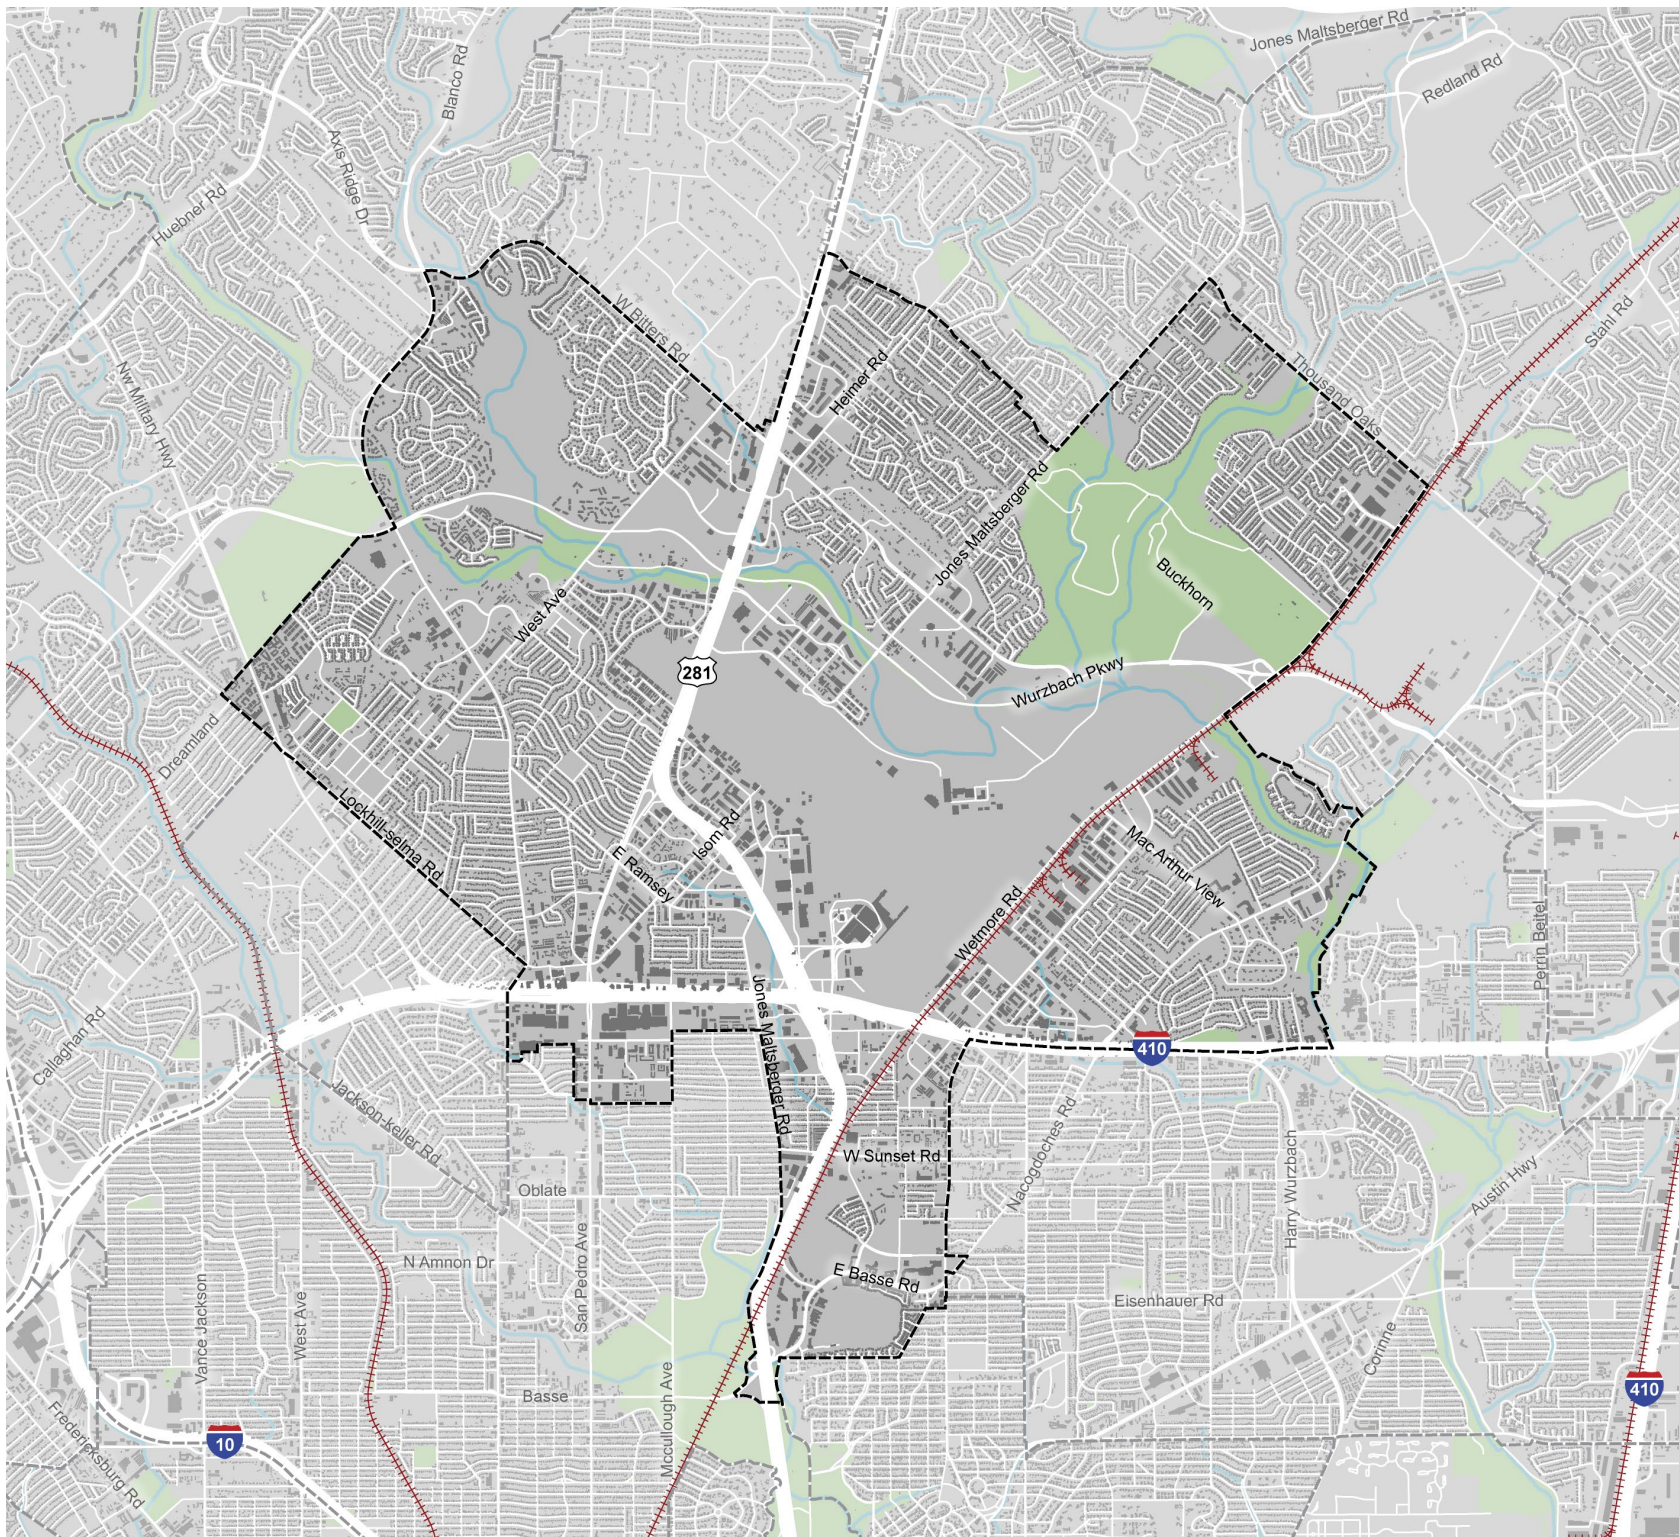 Jones Maltsberger Rd
Redland Rd
Blanco Rd
Axis Ridge Dr
Huebner Rd
Stahl Rd
W Bitters Rd
Heimer Rd
Thousand Oaks
Nw Military Hwy
Jones Maltsberger Rd
Buckhorn
West Ave
281
Wurzbach Pkwy
Dreamland
Lockhill-selma Rd
Isom Rd
E Ramsey
Mac Arthur View
Wetmore Rd
Perrin Beitel
Callaghan Rd
Jones Maltsberger Rd
410
Jackson-keller Rd
Nacogdoches Rd
W Sunset Rd
Harry Wurzbach
Austin Hwy
Oblate
San Pedro Ave
N Amnon Dr
E Basse Rd
Eisenhauer Rd
Vance Jackson
West Ave
Corinne
Mccullough Ave
Basse
410
Fredericksburg Rd
10